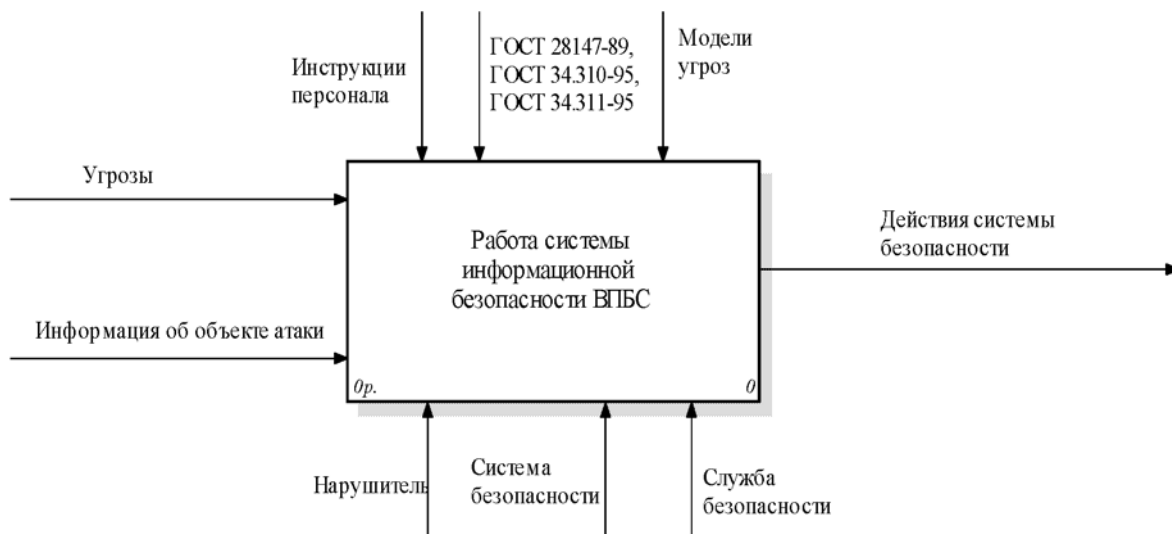 Инструкции
персонала
ГОСТ 28147-89,
ГОСТ 34.310-95,
ГОСТ 34.311-95
Модели
угроз
Угрозы
Информация об объекте атаки
Работа системы
информационной
безопасности ВПБС
0р.
0
Действия системы
безопасности
Нарушитель
Система
безопасности
Служба
безопасности